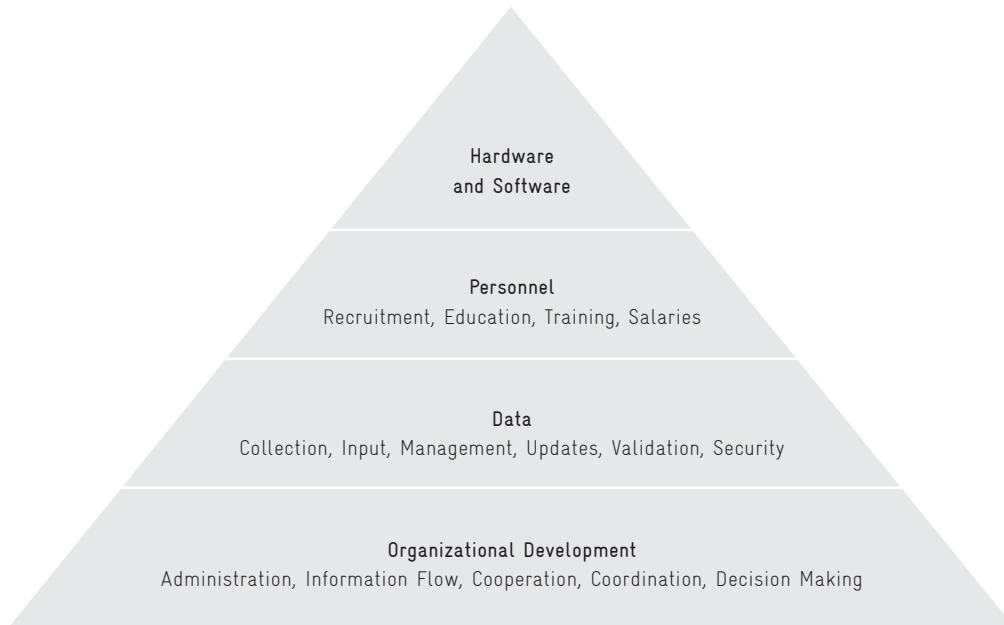 Hardware
and Software
Personnel
Recruitment, Education, Training, Salaries
Data
Collection, Input, Management, Updates, Validation, Security
Organizational Development
Administration, Information Flow, Cooperation, Coordination, Decision Making